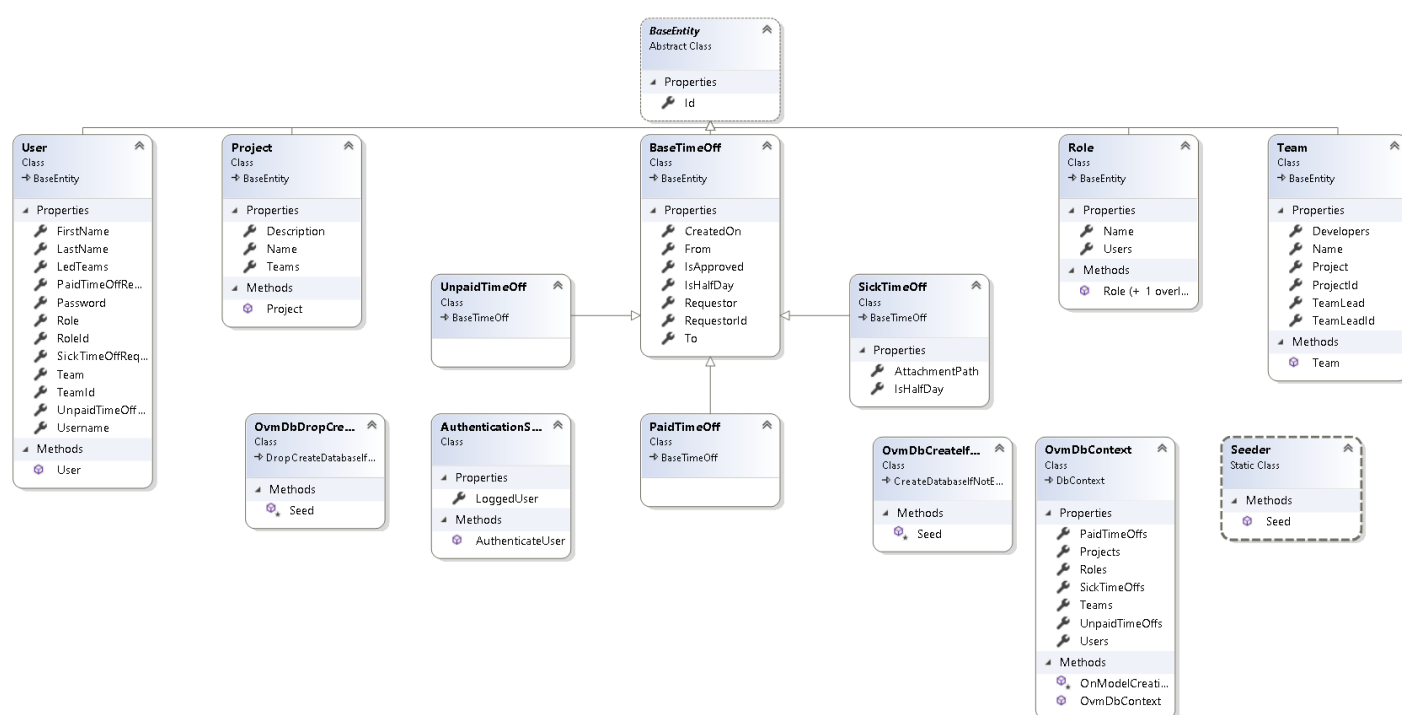 BaseEntity
Abstract Class
Properties
Id
User
Class
BaseEntity
Properties
FirstName
LastName
LedTeams
PaidTimeOffRe...
Password
Role
RoleId
SickTimeOffReq...
Team
TeamId
UnpaidTimeOff...
Username
Methods
User
Project
Class
BaseEntity
Properties
Description
Name
Teams
Methods
Project
BaseTimeOff
Class
BaseEntity
Properties
CreatedOn
From
IsApproved
IsHalfDay
Requestor
RequestorId
To
Role
Class
BaseEntity
Properties
Name
Users
Methods
Role (+ 1 overl...
Team
Class
BaseEntity
Properties
Developers
Name
Project
ProjectId
TeamLead
TeamLeadId
Methods
Team
UnpaidTimeOff
Class
BaseTimeOff
SickTimeOff
Class
BaseTimeOff
Properties
AttachmentPath
IsHalfDay
OvmDbDropCre...
Class
DropCreateDatabaseIf...
Methods
Seed
AuthenticationS...
Class
Properties
LoggedUser
Methods
AuthenticateUser
PaidTimeOff
Class
BaseTimeOff
OvmDbCreateIf...
Class
CreateDatabaseIfNotE...
Methods
Seed
OvmDbContext
Class
DbContext
Properties
PaidTimeOffs
Projects
Roles
SickTimeOffs
Teams
UnpaidTimeOffs
Users
Methods
OnModelCreati...
OvmDbContext
Seeder
Static Class
Methods
Seed